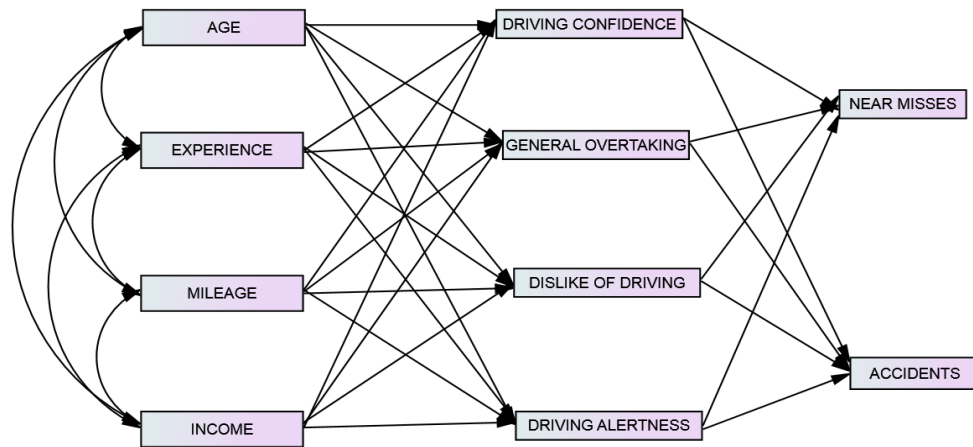 AGE
EXPERIENCE
MILEAGE
INCOME
DRIVING CONFIDENCE
GENERAL OVERTAKING
DISLIKE OF DRIVING
DRIVING ALERTNESS
NEAR MISSES
ACCIDENTS